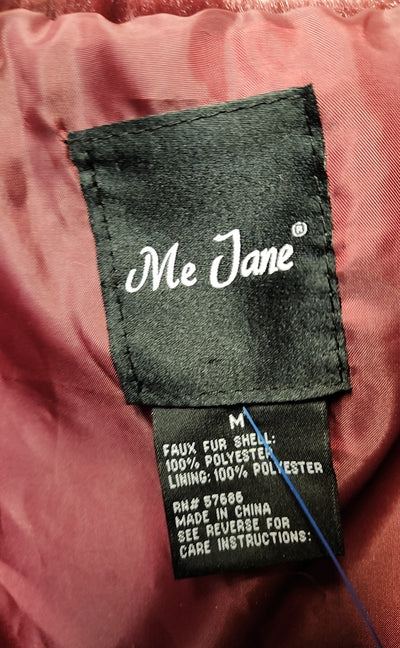 Me Jane®
M
FAUX FUR SHELL:
100% POLYESTER
LINING: 100% POLYESTER
RN# 57686
MADE IN CHINA
SEE REVERSE FOR
CARE INSTRUCTIONS: